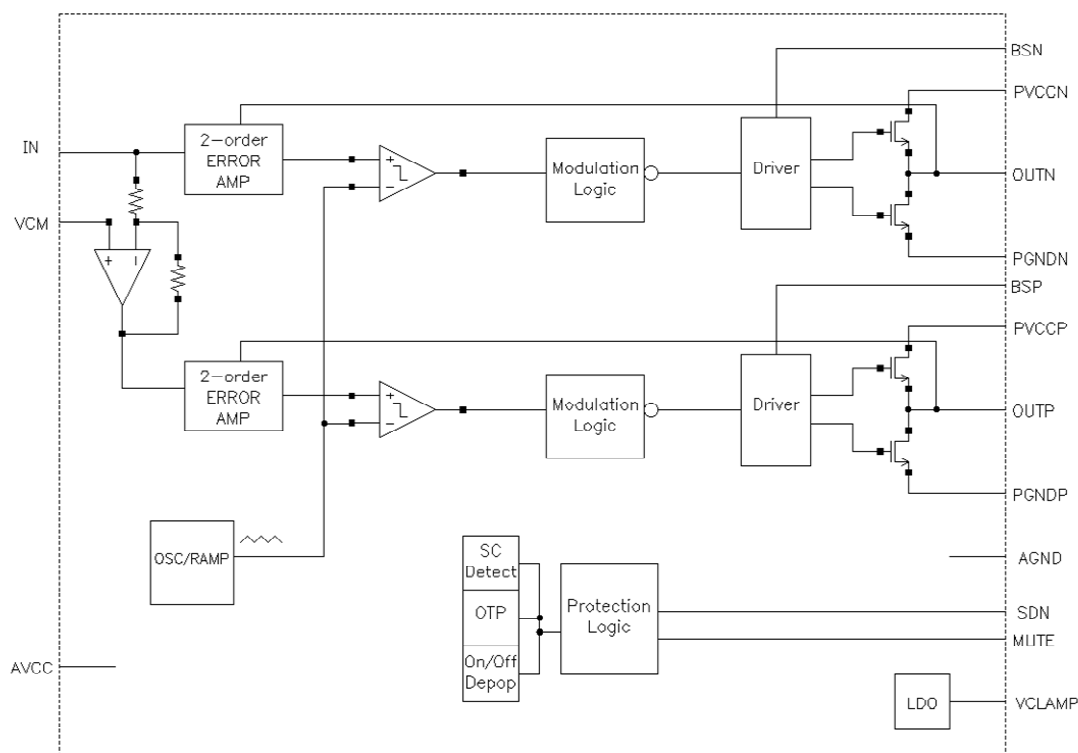 BSN
PVCCN
2-order
ERROR
AMP
IN
+
−
Modulation
Logic
Driver
OUTN
VCM
+
−
PGNDN
BSP
PVCCP
2-order
ERROR
AMP
+
−
Modulation
Logic
Driver
OUTP
PGNDP
OSC/RAMP
SC
Detect
OTP
On/Off
Depop
Protection
Logic
AGND
SDN
MUTE
AVCC
LDO
VCLAMP